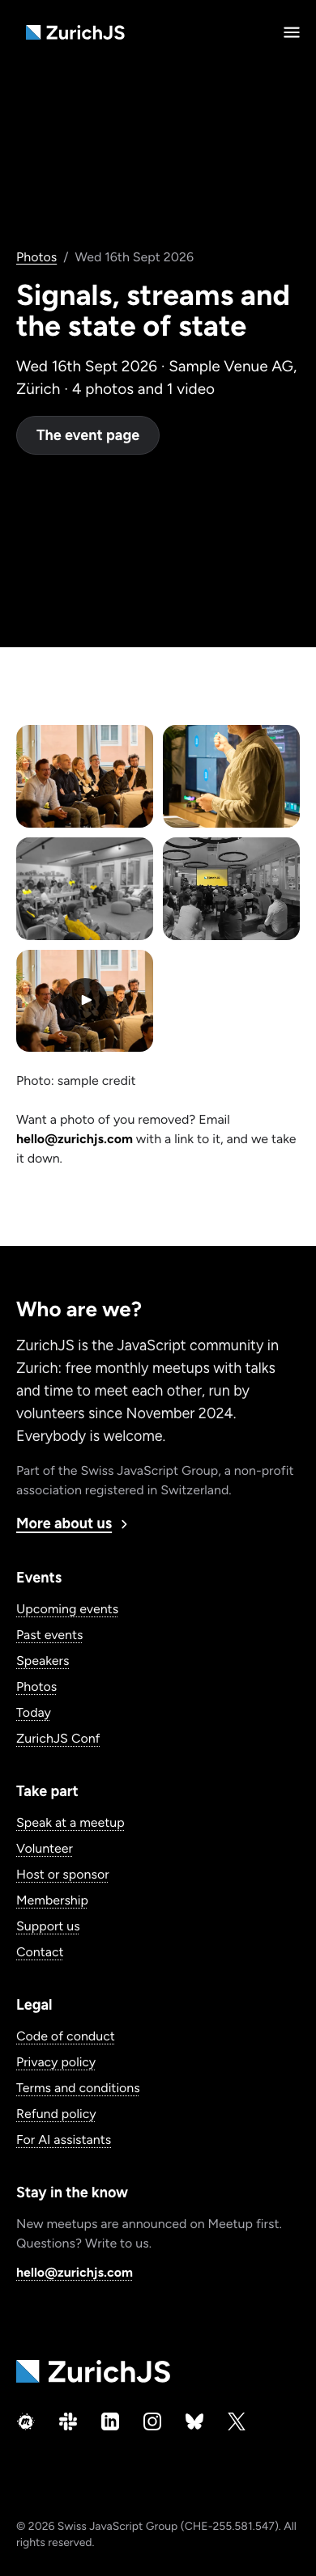 ZurichJS
Photos / Wed 16th Sept 2026
Signals, streams and
the state of state
Wed 16th Sept 2026 · Sample Venue AG,
Zürich · 4 photos and 1 video
The event page
Photo: sample credit
Want a photo of you removed? Email
hello@zurichjs.com with a link to it, and we take
it down.
Who are we?
ZurichJS is the JavaScript community in
Zurich: free monthly meetups with talks
and time to meet each other, run by
volunteers since November 2024.
Everybody is welcome.
Part of the Swiss JavaScript Group, a non-profit
association registered in Switzerland.
More about us
Events
Upcoming events
Past events
Speakers
Photos
Today
ZurichJS Conf
Take part
Speak at a meetup
Volunteer
Host or sponsor
Membership
Support us
Contact
Legal
Code of conduct
Privacy policy
Terms and conditions
Refund policy
For AI assistants
Stay in the know
New meetups are announced on Meetup first.
Questions? Write to us.
hello@zurichjs.com
ZurichJS
© 2026 Swiss JavaScript Group (CHE-255.581.547). All
rights reserved.